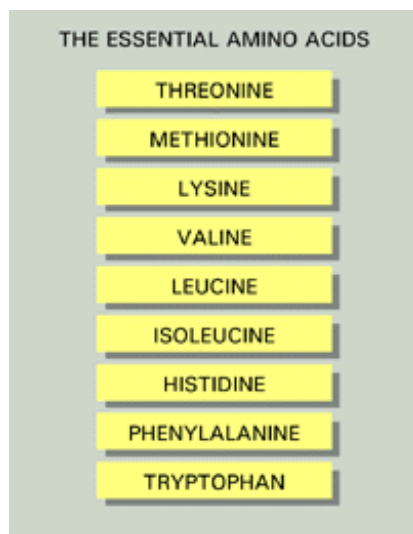 THE ESSENTIAL AMINO ACIDS
THREONINE
METHIONINE
LYSINE
VALINE
LEUCINE
ISOLEUCINE
HISTIDINE
PHENYLALANINE
TRYPTOPHAN